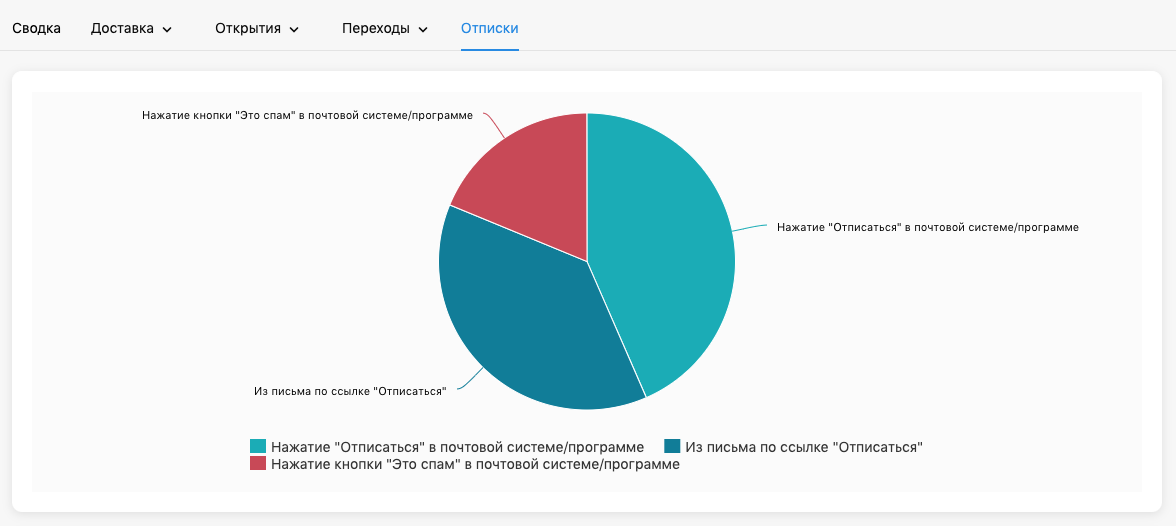 Сводка Доставка Открытия Переходы Отписки
Нажатие кнопки "Это спам" в почтовой системе/программе
Нажатие "Отписаться" в почтовой системе/программе
Из письма по ссылке "Отписаться"
Нажатие "Отписаться" в почтовой системе/программе Из письма по ссылке "Отписаться"
Нажатие кнопки "Это спам" в почтовой системе/программе